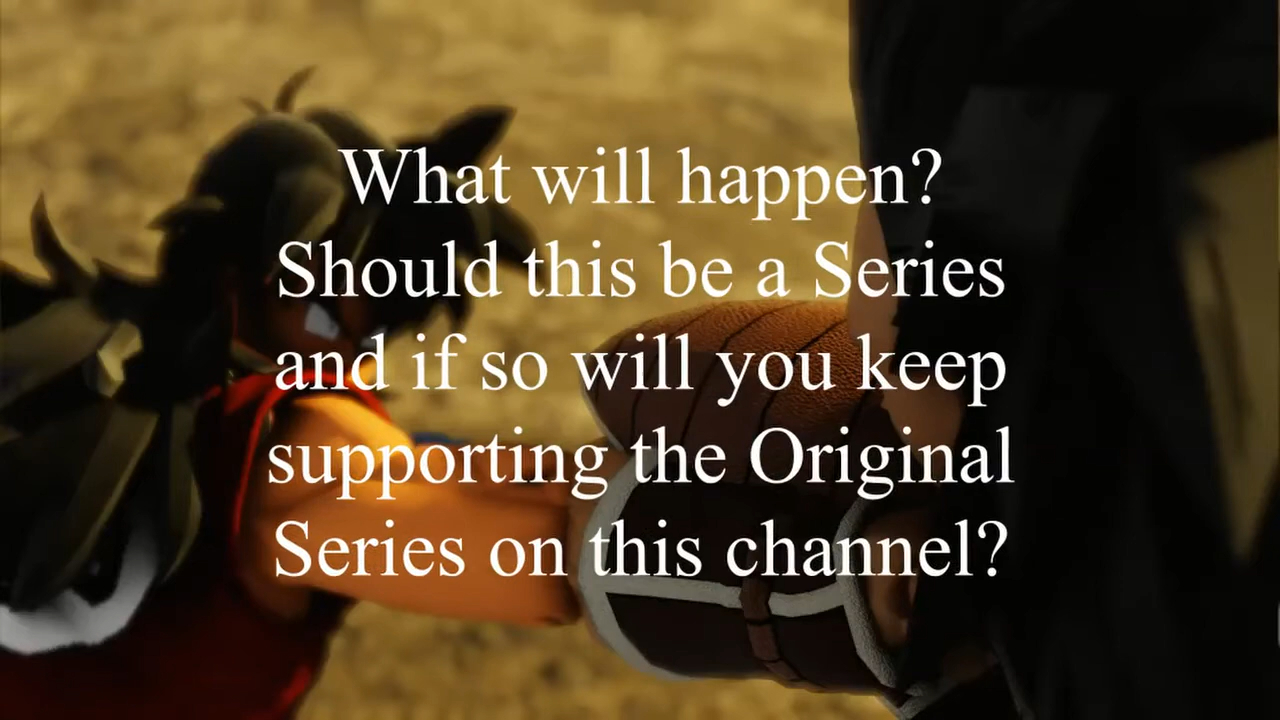 What will happen?
Should this be a Series
and if so will you keep
supporting the Original
Series on this channel?